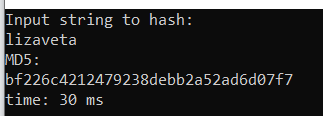 Input string to hash:
lizaveta
MD5:
bf226c4212479238debb2a52ad6d07f7
time: 30 ms